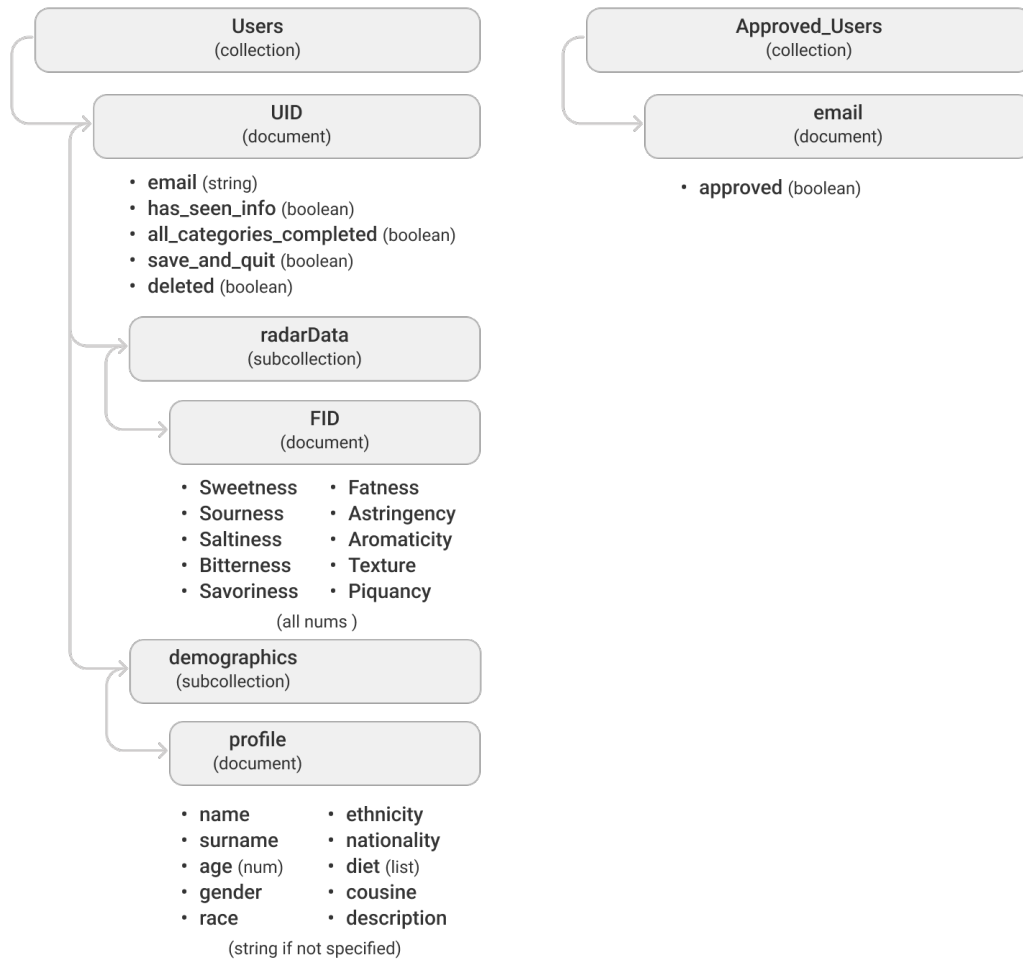 Users
(collection)
UID
(document)
• email (string)
• has_seen_info (boolean)
• all_categories_completed (boolean)
• save_and_quit (boolean)
• deleted (boolean)
radarData
(subcollection)
FID
(document)
• Sweetness
• Sourness
• Saltiness
• Bitterness
• Savoriness
• Fatness
• Astringency
• Aromaticity
• Texture
• Piquancy
(all nums )
demographics
(subcollection)
profile
(document)
• name
• surname
• age (num)
• gender
• race
• ethnicity
• nationality
• diet (list)
• cousine
• description
(string if not specified)
Approved_Users
(collection)
email
(document)
• approved (boolean)